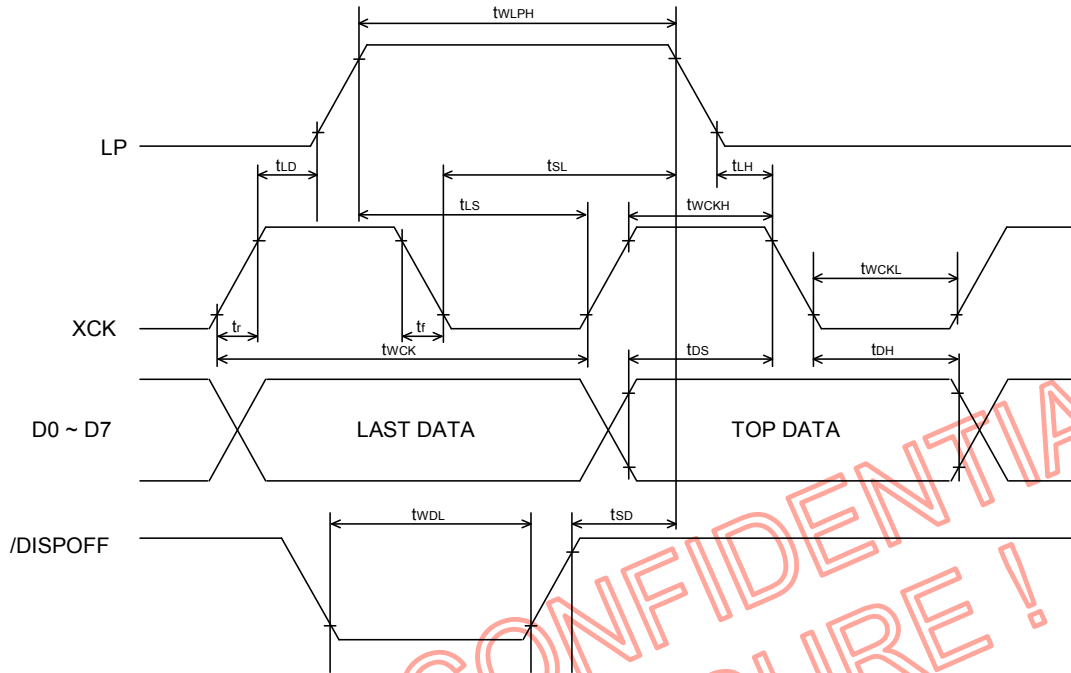 tWLPH
LP
tLD
tSL
tLH
tLS
tWCKH
tWCKL
XCK
tr
tf
tWCK
tDS
tDH
D0 ~ D7
LAST DATA
TOP DATA
tWDL
tSD
/DISPOFF
CONFIDENTIA
URE !